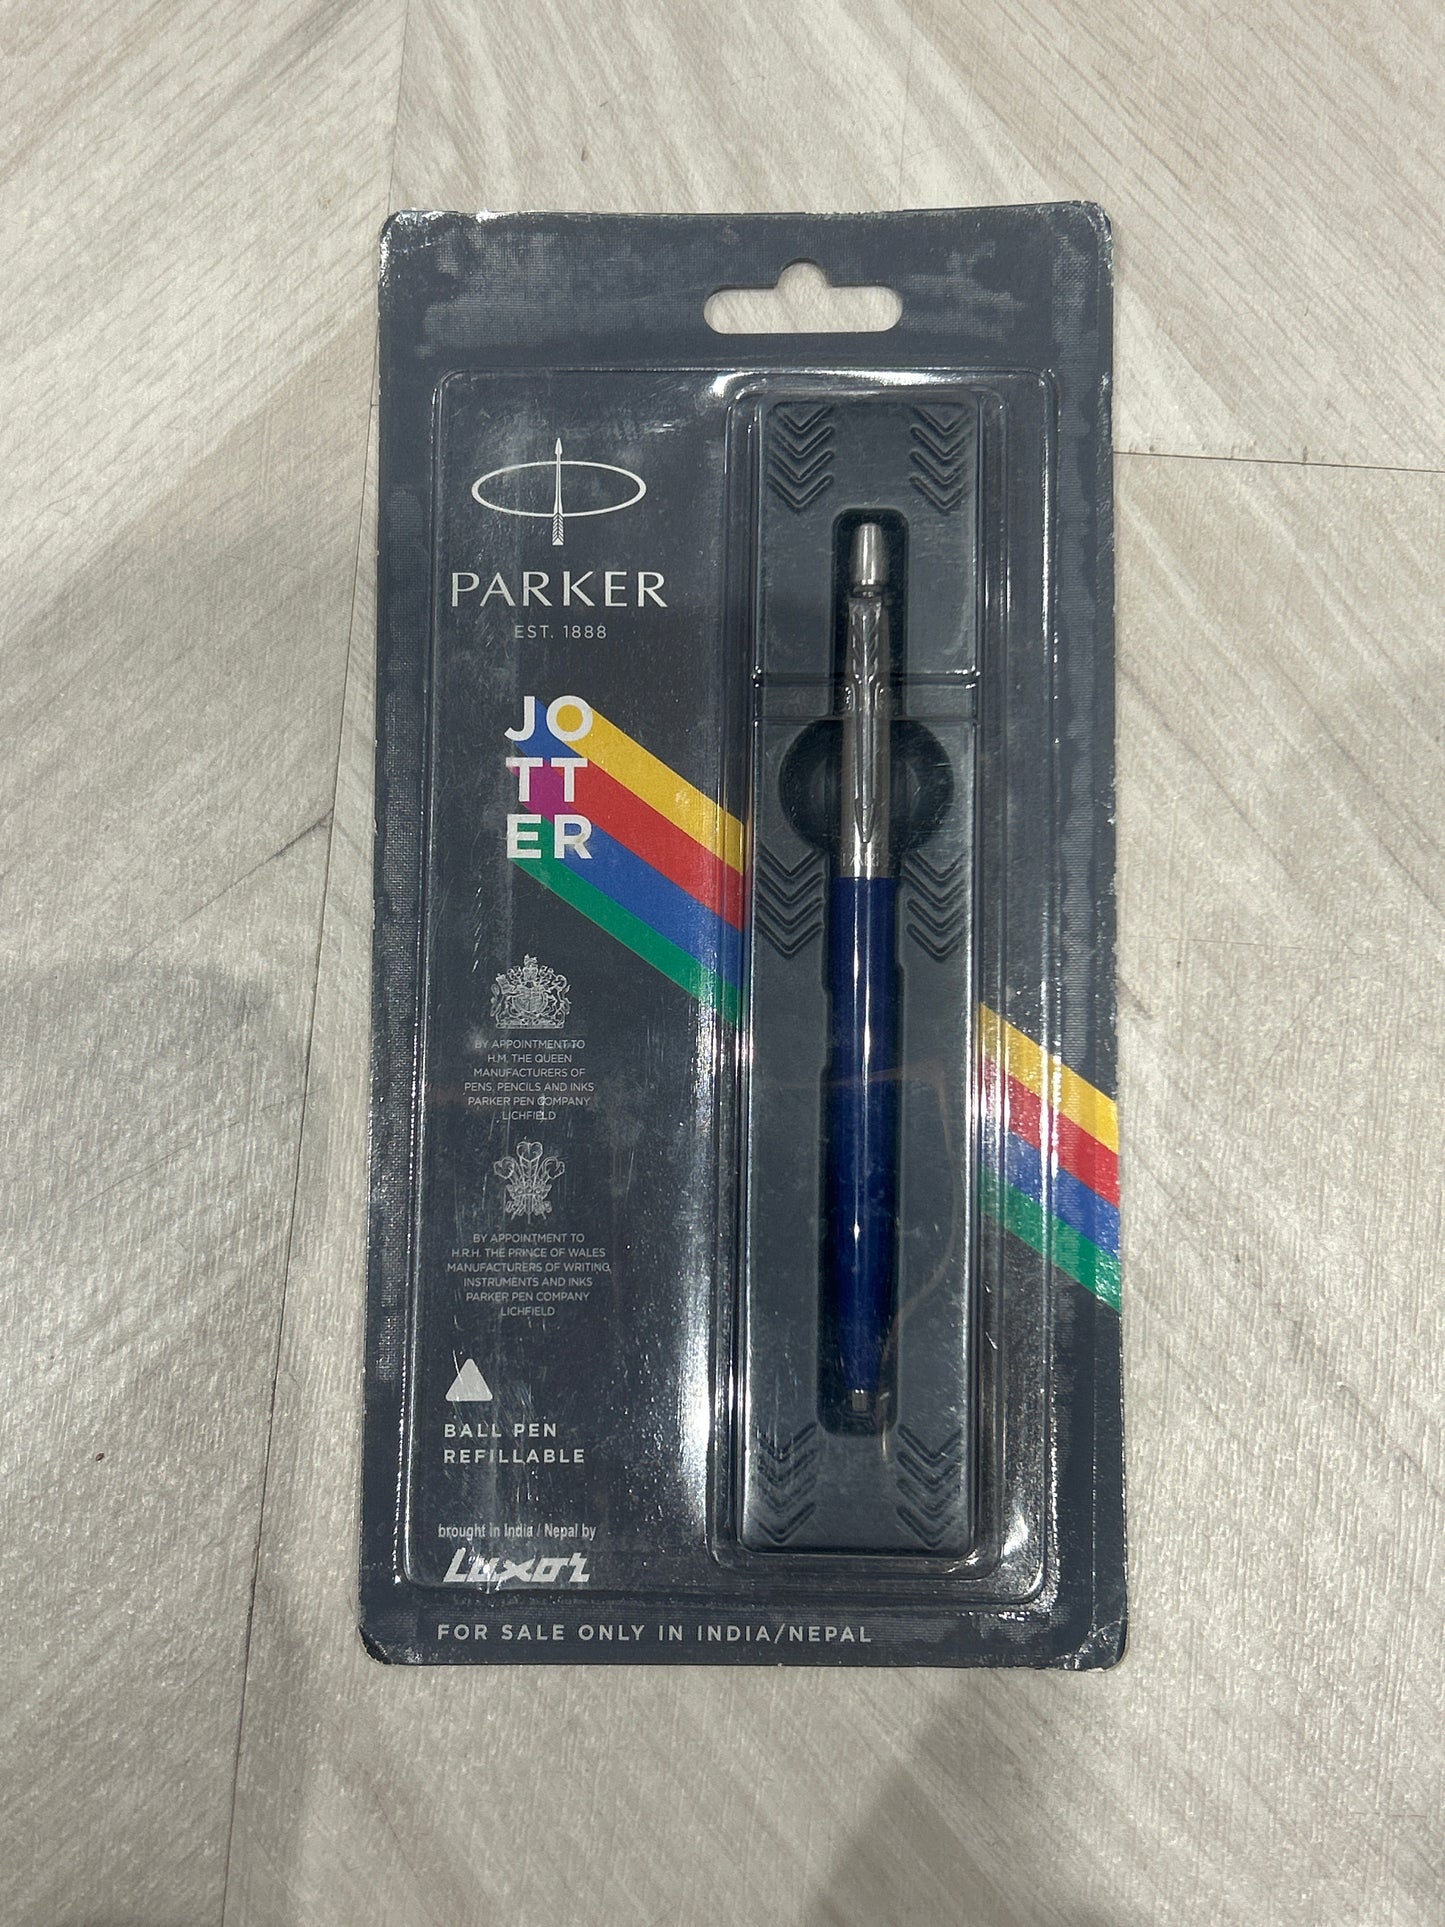 PARKER
EST. 1888
JO
TT
ER
BY APPOINTMENT TO
H.M. THE QUEEN
MANUFACTURERS OF
PENS, PENCILS AND INKS
PARKER PEN COMPANY
LICHFIELD
BY APPOINTMENT TO
H.R.H. THE PRINCE OF WALES
MANUFACTURERS OF WRITING
INSTRUMENTS AND INKS
PARKER PEN COMPANY
LICHFIELD
BALL PEN
REFILLABLE
brought in India / Nepal by
Luxor
FOR SALE ONLY IN INDIA/NEPAL